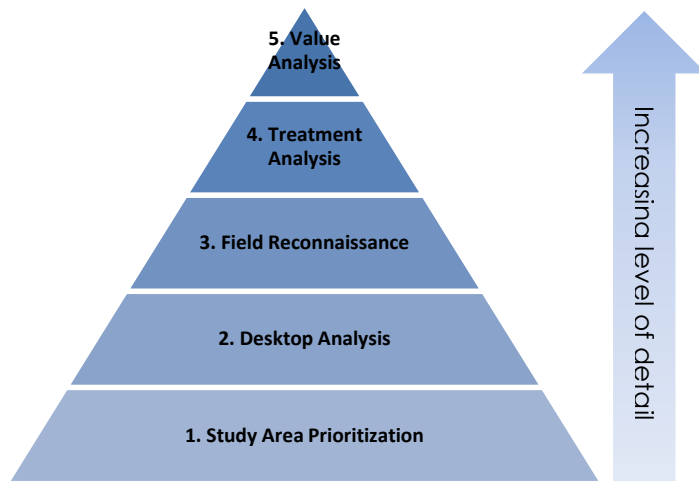 5. Value
Analysis
4. Treatment
Analysis
3. Field Reconnaissance
2. Desktop Analysis
1. Study Area Prioritization
Increasing level of detail